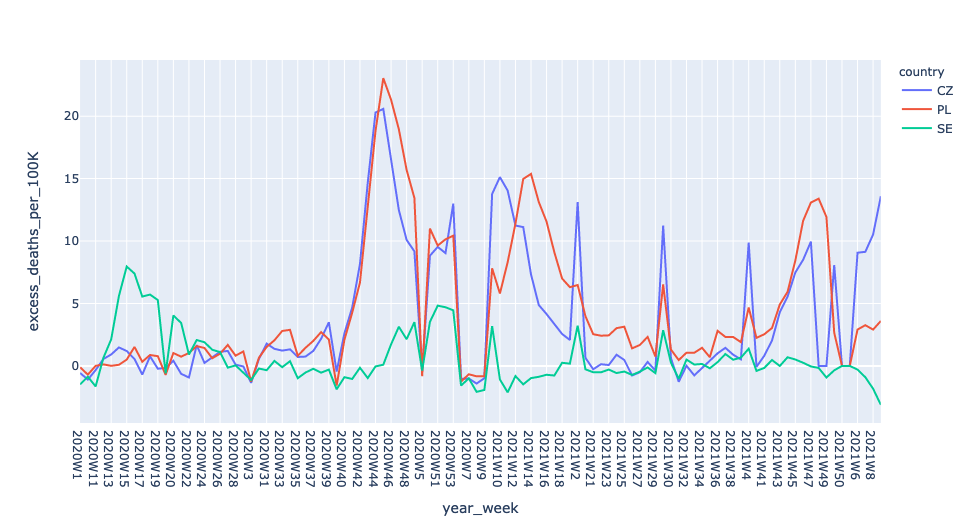 country
CZ
PL
SE
excess_deaths_per_100K
20
15
10
5
0
2020W1
2020W11
2020W13
2020W15
2020W17
2020W19
2020W20
2020W22
2020W24
2020W26
2020W28
2020W3
2020W31
2020W33
2020W35
2020W37
2020W39
2020W40
2020W42
2020W44
2020W46
2020W48
2020W5
2020W51
2020W53
2020W7
2020W9
2021W10
2021W12
2021W14
2021W16
2021W18
2021W2
2021W21
2021W23
2021W25
2021W27
2021W29
2021W30
2021W32
2021W34
2021W36
2021W38
2021W4
2021W41
2021W43
2021W45
2021W47
2021W49
2021W50
2021W6
2021W8
year_week